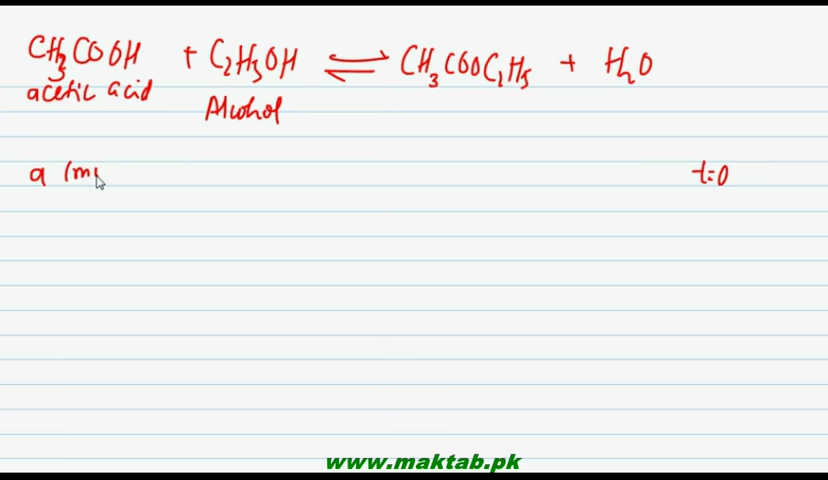 CH3COOH + C2H5OH ⇌ CH3COOC2H5 + H2O
acetic acid Alcohol
a (m t=0
www.maktab.pk